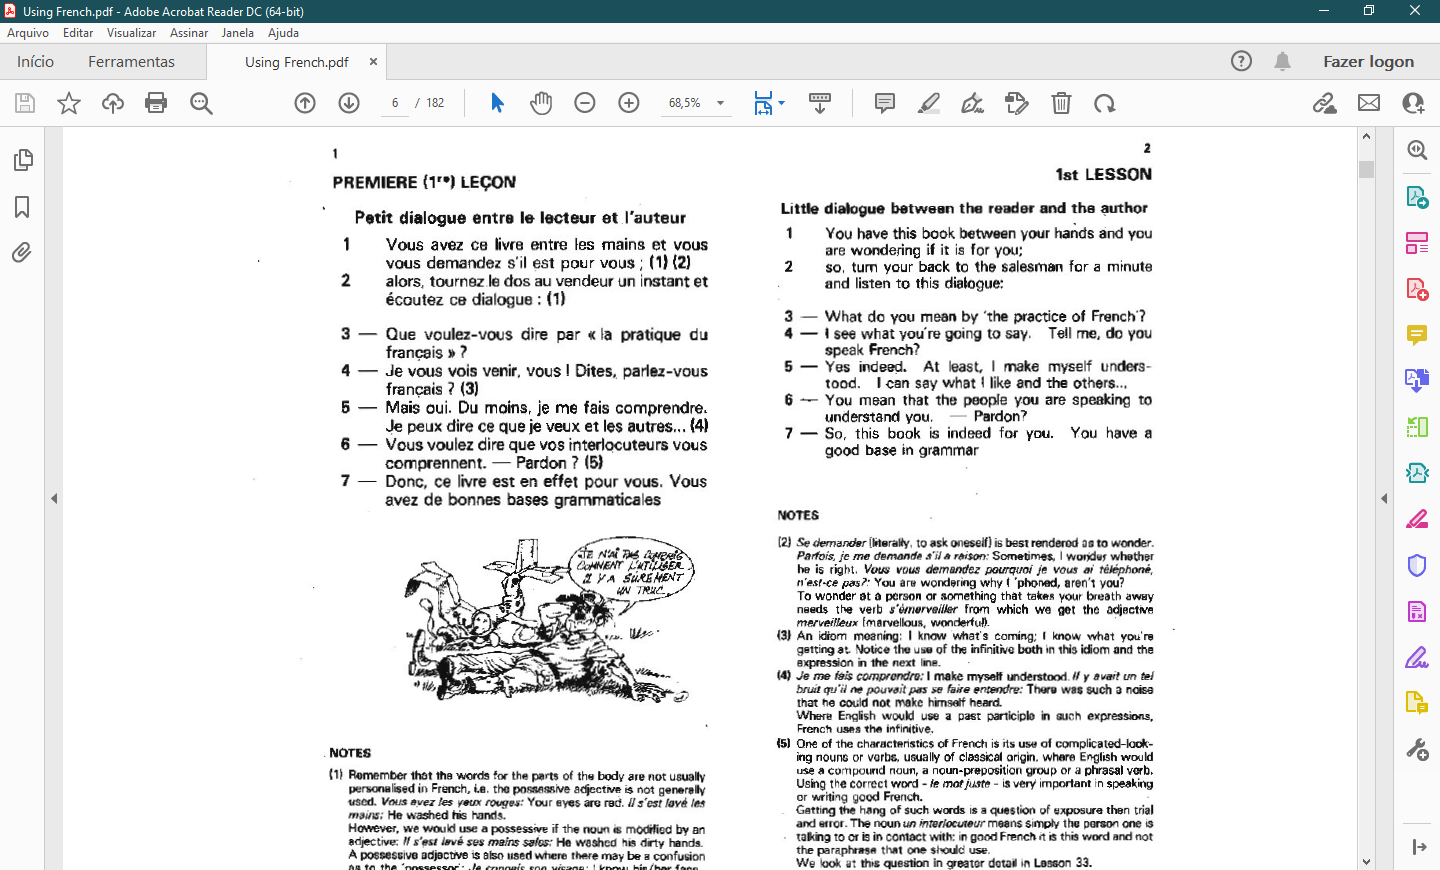 Using French.pdf - Adobe Acrobat Reader DC (64-bit)
Arquivo Editar Visualizar Assinar Janela Ajuda
Início Ferramentas Using French.pdf × Fazer logon
6 / 182 68,5%
1
PREMIERE (1re) LEÇON
Petit dialogue entre le lecteur et l'auteur
1 Vous avez ce livre entre les mains et vous
vous demandez s'il est pour vous ; (1) (2)
2 alors, tournez le dos au vendeur un instant et
écoutez ce dialogue : (1)
3 — Que voulez-vous dire par « la pratique du
français » ?
4 — Je vous vois venir, vous ! Dites, parlez-vous
français ? (3)
5 — Mais oui. Du moins, je me fais comprendre.
Je peux dire ce que je veux et les autres... (4)
6 — Vous voulez dire que vos interlocuteurs vous
comprennent. — Pardon ? (5)
7 — Donc, ce livre est en effet pour vous. Vous
avez de bonnes bases grammaticales
JE N'AI PAS COMPRIS
COMMENT L'UTILISER
IL Y A SUREMENT
UN TRUC..
NOTES
(1) Remember that the words for the parts of the body are not usually
personalised in French, i.e. the possessive adjective is not generally
used. Vous avez les yeux rouges: Your eyes are red. Il s'est lavé les
mains: He washed his hands.
However, we would use a possessive if the noun is modified by an
adjective: Il s'est lavé ses mains sales: He washed his dirty hands.
A possessive adjective is also used where there may be a confusion
as to the 'possessor': Je connais son visage: I know his/her face.
2
1st LESSON
Little dialogue between the reader and the author
1 You have this book between your hands and you
are wondering if it is for you;
2 so, turn your back to the salesman for a minute
and listen to this dialogue:
3 — What do you mean by 'the practice of French'?
4 — I see what you're going to say. Tell me, do you
speak French?
5 — Yes indeed. At least, I make myself unders-
tood. I can say what I like and the others...
6 — You mean that the people you are speaking to
understand you. — Pardon?
7 — So, this book is indeed for you. You have a
good base in grammar
NOTES
(2) Se demander (literally, to ask oneself) is best rendered as to wonder.
Parfois, je me demande s'il a raison: Sometimes, I wonder whether
he is right. Vous vous demandez pourquoi je vous ai téléphoné,
n'est-ce pas?: You are wondering why I 'phoned, aren't you?
To wonder at a person or something that takes your breath away
needs the verb s'émerveiller from which we get the adjective
merveilleux (marvellous, wonderful).
(3) An idiom meaning: I know what's coming; I know what you're
getting at. Notice the use of the infinitive both in this idiom and the
expression in the next line.
(4) Je me fais comprendre: I make myself understood. Il y avait un tel
bruit qu'il ne pouvait pas se faire entendre: There was such a noise
that he could not make himself heard.
Where English would use a past participle in such expressions,
French uses the infinitive.
(5) One of the characteristics of French is its use of complicated-look-
ing nouns or verbs, usually of classical origin, where English would
use a compound noun, a noun-preposition group or a phrasal verb.
Using the correct word - le mot juste - is very important in speaking
or writing good French.
Getting the hang of such words is a question of exposure then trial
and error. The noun un interlocuteur means simply the person one is
talking to or is in contact with: in good French it is this word and not
the paraphrase that one should use.
We look at this question in greater detail in Lesson 33.